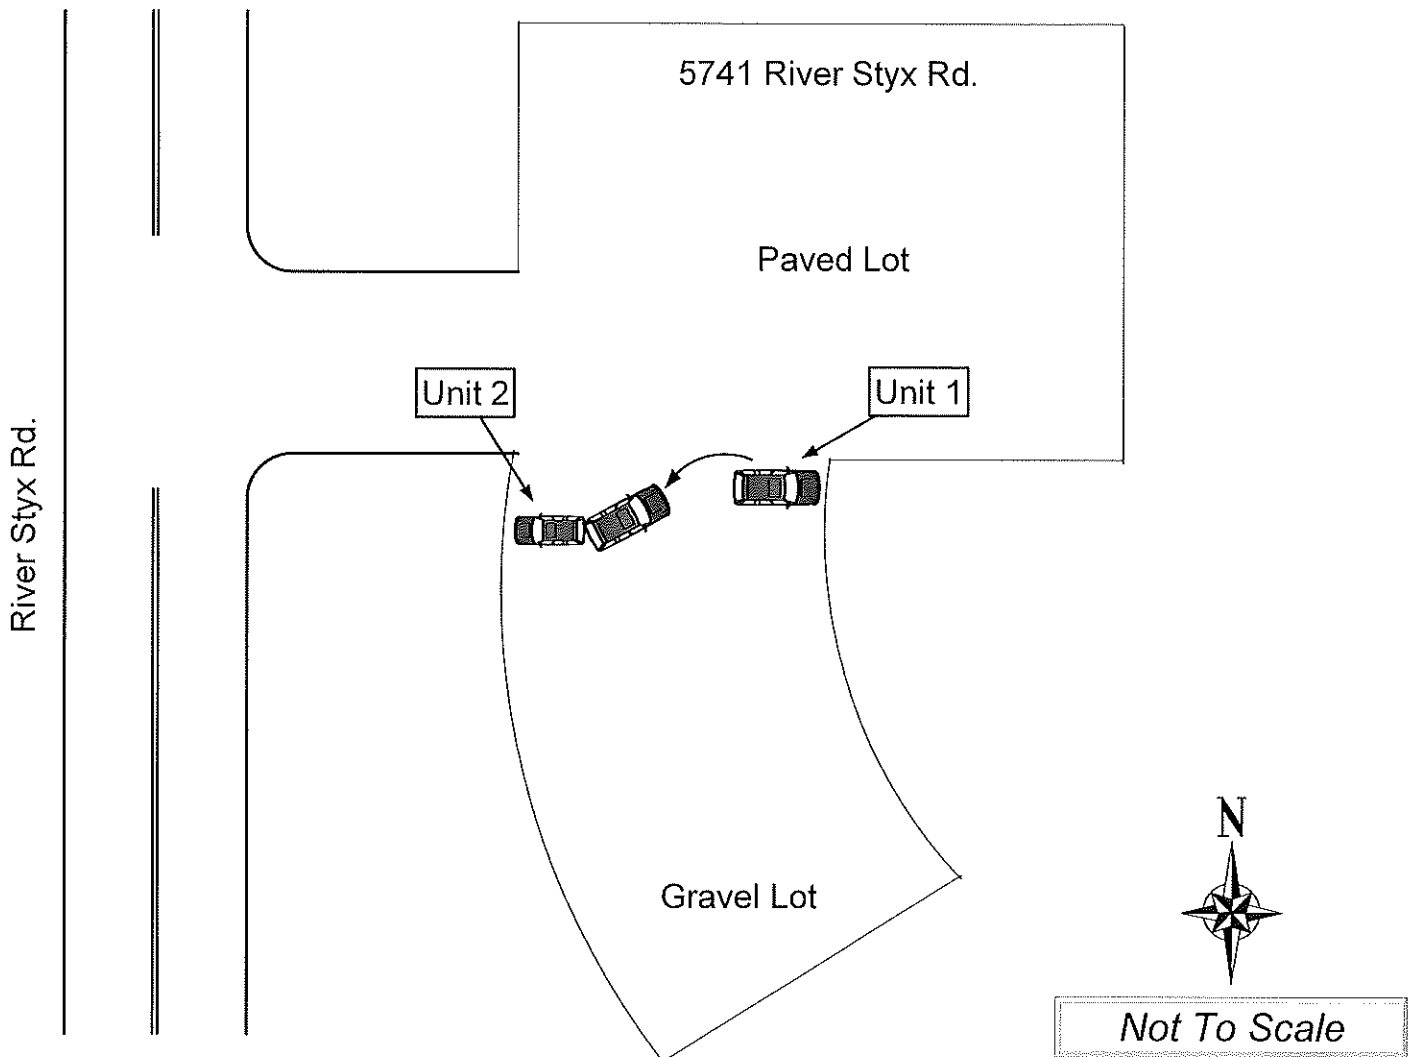 5741 River Styx Rd.
Paved Lot
Unit 2
Unit 1
River Styx Rd.
Gravel Lot
N
Not To Scale